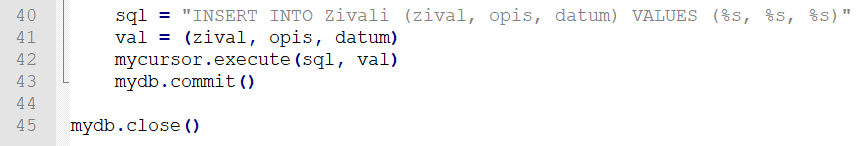 40 sql = "INSERT INTO Zivali (zival, opis, datum) VALUES (%s, %s, %s)"
41 val = (zival, opis, datum)
42 mycursor.execute(sql, val)
43 mydb.commit()
44
45 mydb.close()